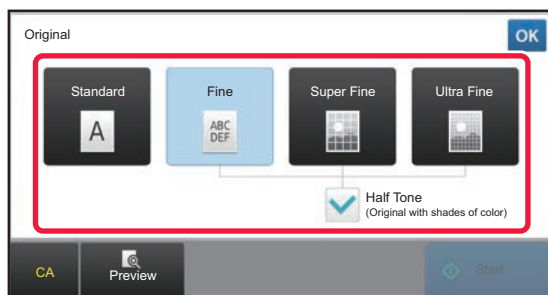 Original
OK
Standard
Fine
Super Fine
Ultra Fine
A
ABC
DEF
Half Tone
(Original with shades of color)
CA
Preview
Start